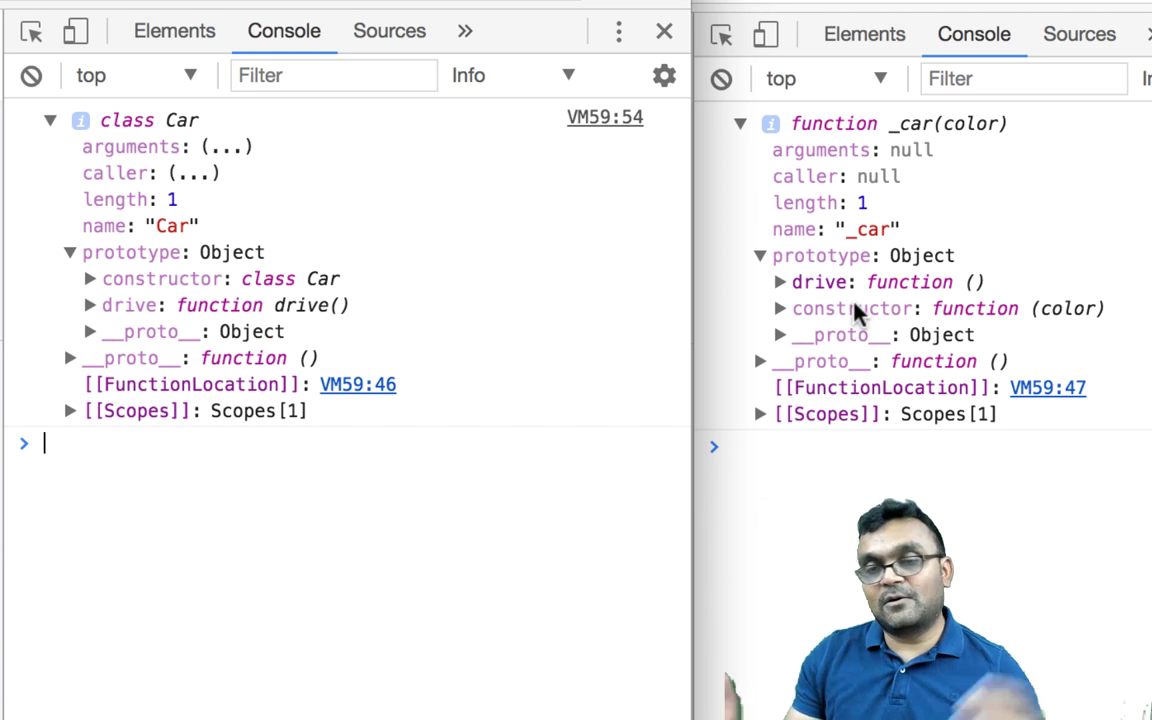 Elements Console Sources »
top Filter Info
class Car VM59:54
arguments: (...)
caller: (...)
length: 1
name: "Car"
prototype: Object
constructor: class Car
drive: function drive()
__proto__: Object
__proto__: function ()
[[FunctionLocation]]: VM59:46
[[Scopes]]: Scopes[1]
>
Elements Console Sources
top Filter
function _car(color)
arguments: null
caller: null
length: 1
name: "_car"
prototype: Object
drive: function ()
constructor: function (color)
__proto__: Object
__proto__: function ()
[[FunctionLocation]]: VM59:47
[[Scopes]]: Scopes[1]
>